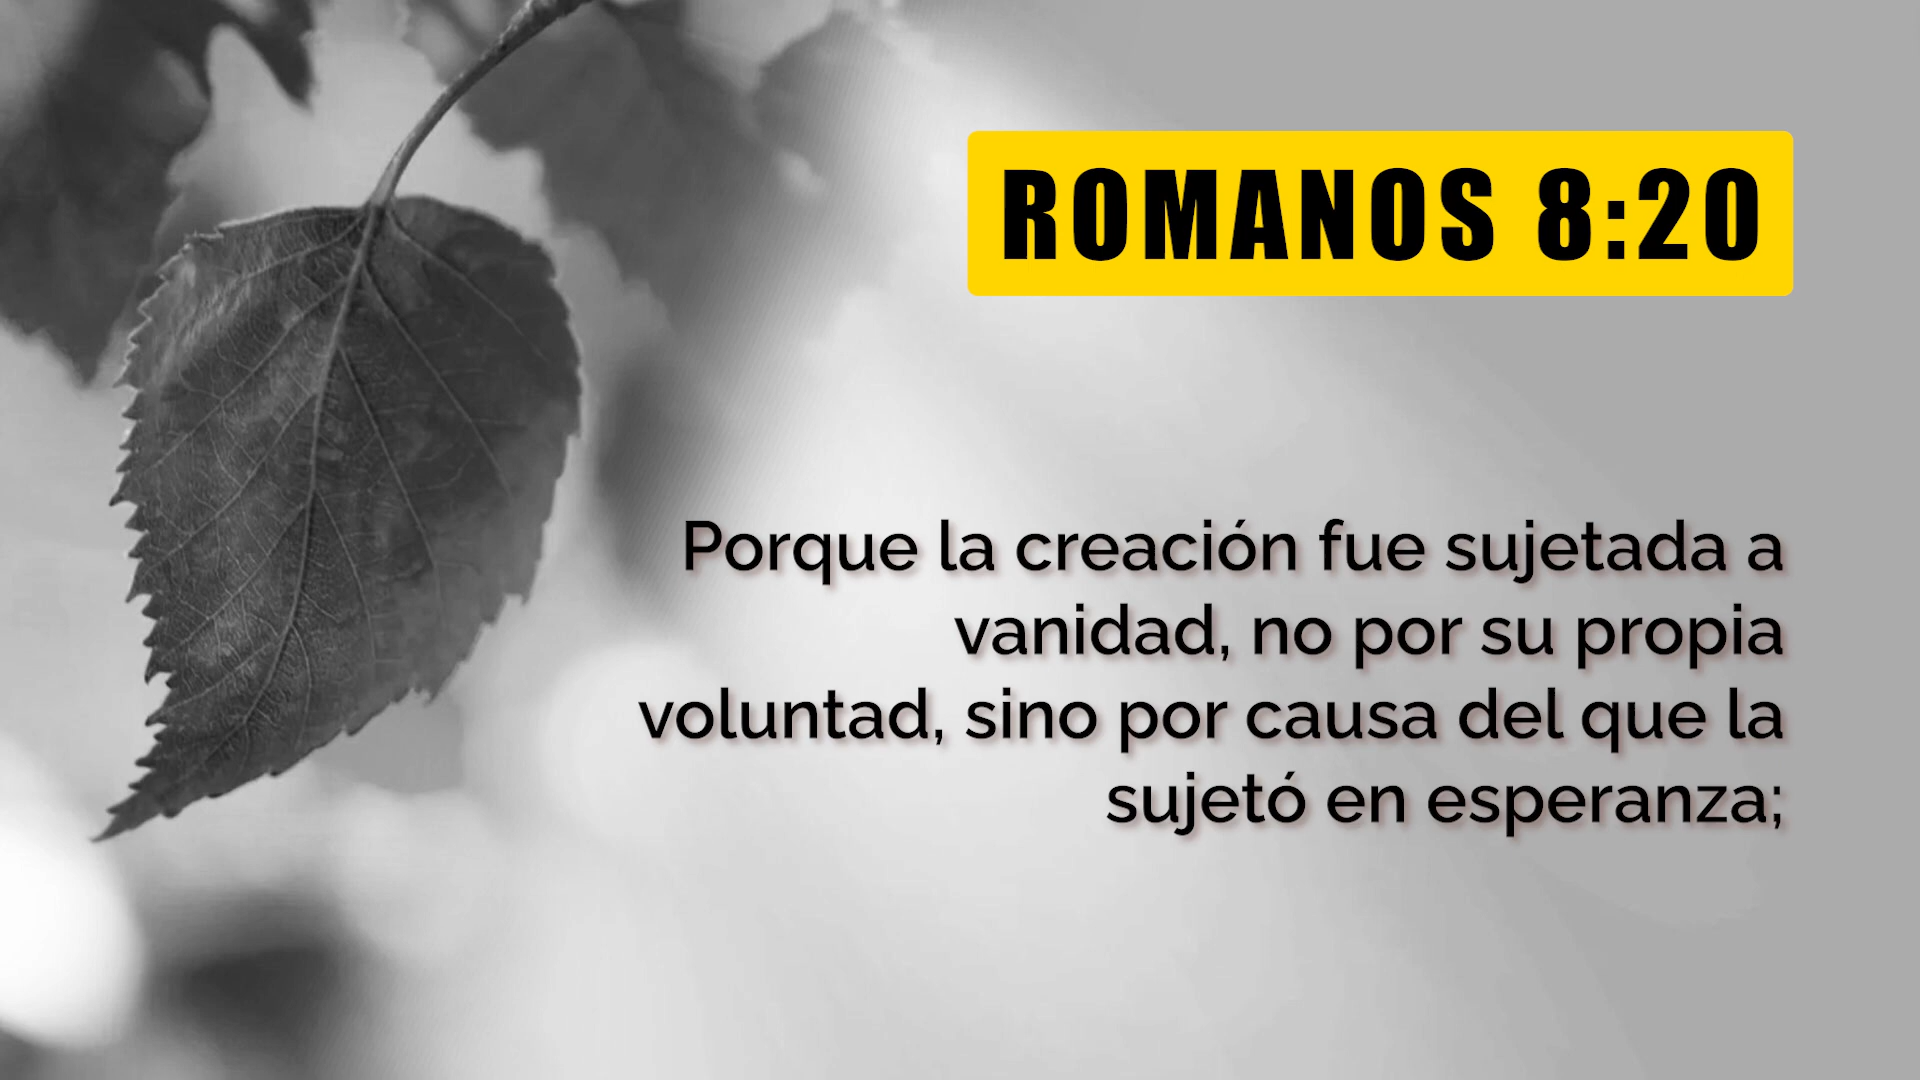 ROMANOS 8:20
Porque la creación fue sujetada a
vanidad, no por su propia
voluntad, sino por causa del que la
sujetó en esperanza;